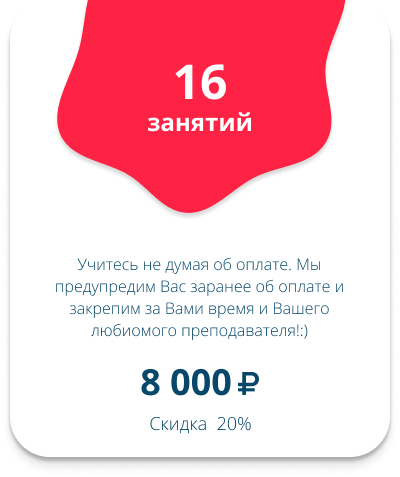 16
занятий
Учитесь не думая об оплате. Мы
предупредим Вас заранее об оплате и
закрепим за Вами время и Вашего
любиомого преподавателя!:)
8 000 ₽
Скидка 20%